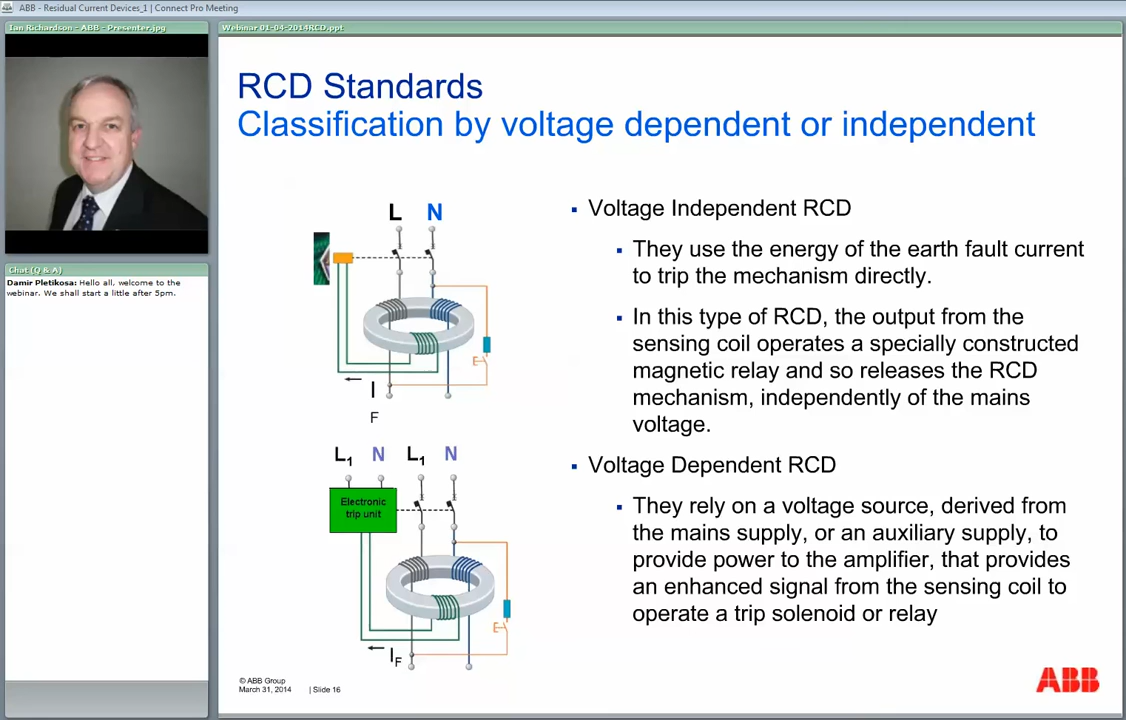 ABB - Residual Current Devices_1 | Connect Pro Meeting
Ian Richardson - ABB - Presenter.jpg
Webinar 01-04-2014RCD.ppt
RCD Standards
Classification by voltage dependent or independent
L N
I
F
L1 N L1 N
Electronic
trip unit
IF
▪ Voltage Independent RCD
▪ They use the energy of the earth fault current
to trip the mechanism directly.
▪ In this type of RCD, the output from the
sensing coil operates a specially constructed
magnetic relay and so releases the RCD
mechanism, independently of the mains
voltage.
▪ Voltage Dependent RCD
▪ They rely on a voltage source, derived from
the mains supply, or an auxiliary supply, to
provide power to the amplifier, that provides
an enhanced signal from the sensing coil to
operate a trip solenoid or relay
© ABB Group
March 31, 2014 | Slide 16
ABB
Chat (Q & A)
Damir Pletikosa: Hello all, welcome to the
webinar. We shall start a little after 5pm.